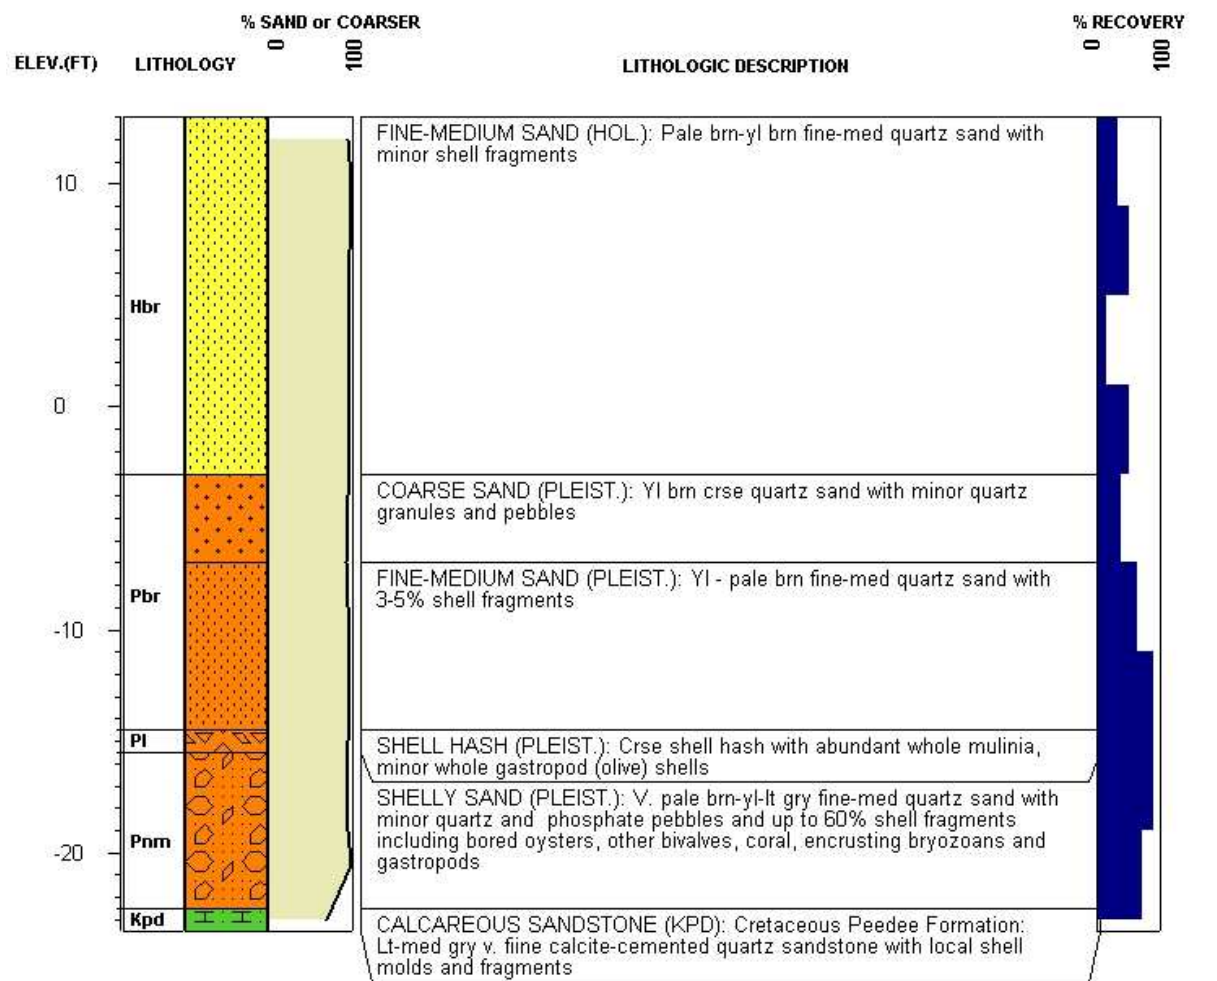 % SAND or COARSER
% RECOVERY
0
100
0
100
ELEV.(FT)
LITHOLOGY
LITHOLOGIC DESCRIPTION
FINE-MEDIUM SAND (HOL.): Pale brn-yl brn fine-med quartz sand with
minor shell fragments
10
Hbr
0
COARSE SAND (PLEIST.): Yl brn crse quartz sand with minor quartz
granules and pebbles
FINE-MEDIUM SAND (PLEIST.): Yl - pale brn fine-med quartz sand with
3-5% shell fragments
Pbr
-10
Pl
SHELL HASH (PLEIST.): Crse shell hash with abundant whole mulinia,
minor whole gastropod (olive) shells
SHELLY SAND (PLEIST.): V. pale brn-yl-lt gry fine-med quartz sand with
minor quartz and phosphate pebbles and up to 60% shell fragments
including bored oysters, other bivalves, coral, encrusting bryozoans and
gastropods
Pnm
-20
Kpd
CALCAREOUS SANDSTONE (KPD): Cretaceous Peedee Formation:
Lt-med gry v. fiine calcite-cemented quartz sandstone with local shell
molds and fragments